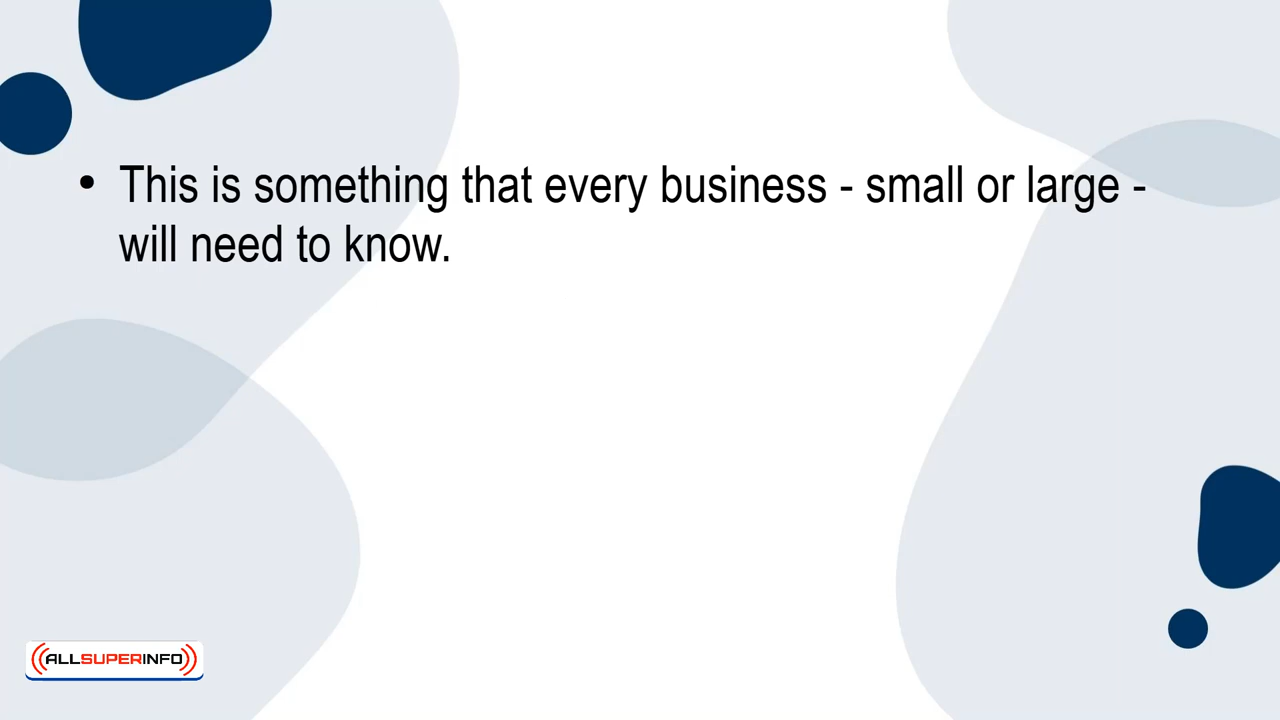 • This is something that every business - small or large -
will need to know.
ALLSUPERINFO